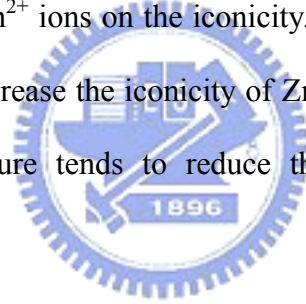 n²⁺ ions on the iconicity.
rease the iconicity of Zn
ure tends to reduce th
1896